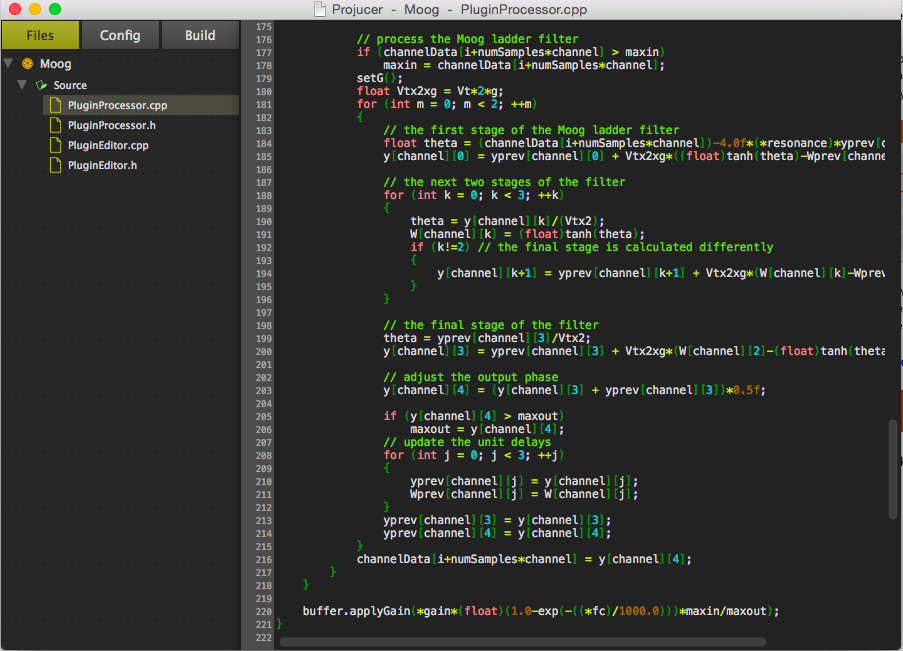 Projucer - Moog - PluginProcessor.cpp
Files
Config
Build
Moog
Source
PluginProcessor.cpp
PluginProcessor.h
PluginEditor.cpp
PluginEditor.h
175
176 // process the Moog ladder filter
177 if (channelData[i+numSamples*channel] > maxin)
178 maxin = channelData[i+numSamples*channel];
179 setG();
180 float Vtx2xg = Vt*2*g;
181 for (int m = 0; m < 2; ++m)
182 {
183 // the first stage of the Moog ladder filter
184 float theta = (channelData[i+numSamples*channel])-4.0f*(*resonance)*yprev[c
185 y[channel][0] = yprev[channel][0] + Vtx2xg*((float)tanh(theta)-Wprev[channe
186
187 // the next two stages of the filter
188 for (int k = 0; k < 3; ++k)
189 {
190 theta = y[channel][k]/(Vtx2);
191 W[channel][k] = (float)tanh(theta);
192 if (k!=2) // the final stage is calculated differently
193 {
194 y[channel][k+1] = yprev[channel][k+1] + Vtx2xg*(W[channel][k]-Wprev
195 }
196 }
197
198 // the final stage of the filter
199 theta = yprev[channel][3]/Vtx2;
200 y[channel][3] = yprev[channel][3] + Vtx2xg*(W[channel][2]-(float)tanh(theta
201
202 // adjust the output phase
203 y[channel][4] = (y[channel][3] + yprev[channel][3])*0.5f;
204
205 if (y[channel][4] > maxout)
206 maxout = y[channel][4];
207 // update the unit delays
208 for (int j = 0; j < 3; ++j)
209 {
210 yprev[channel][j] = y[channel][j];
211 Wprev[channel][j] = W[channel][j];
212 }
213 yprev[channel][3] = y[channel][3];
214 yprev[channel][4] = y[channel][4];
215 }
216 channelData[i+numSamples*channel] = y[channel][4];
217 }
218 }
219
220 buffer.applyGain(*gain*(float)(1.0-exp(-((*fc)/1000.0)))*maxin/maxout);
221 }
222